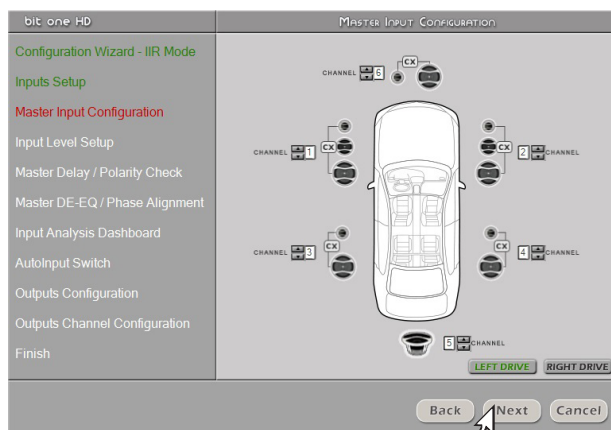 bit one HD
Master Input Configuration
Configuration Wizard - IIR Mode
Inputs Setup
Master Input Configuration
Input Level Setup
Master Delay / Polarity Check
Master DE-EQ / Phase Alignment
Input Analysis Dashboard
AutoInput Switch
Outputs Configuration
Outputs Channel Configuration
Finish
CHANNEL 6 CX
CHANNEL 1 CX
CX 2 CHANNEL
CHANNEL 3 CX
CX 4 CHANNEL
5 CHANNEL
LEFT DRIVE RIGHT DRIVE
Back Next Cancel